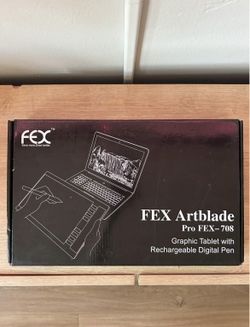 FEX
FEX Artblade
Pro FEX-708
Graphic Tablet with
Rechargeable Digital Pen